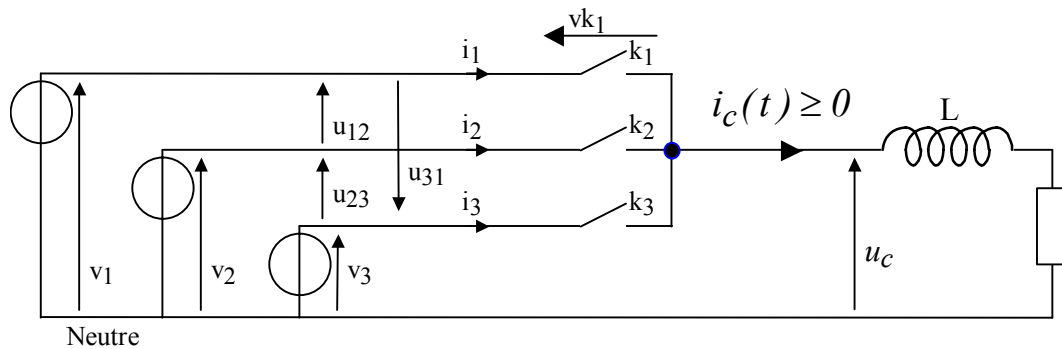 vk1
i1
k1
ic(t) ≥ 0
L
u12
i2
k2
u31
u23
i3
k3
v1
v2
v3
uc
Neutre